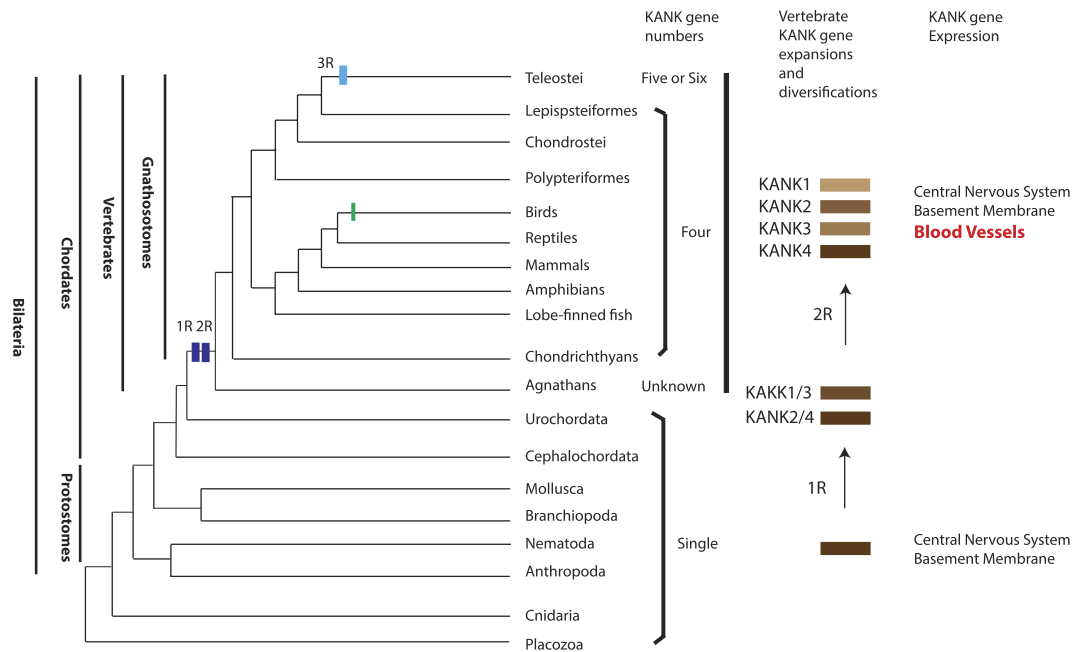 KANK gene
numbers
Vertebrate
KANK gene
expansions
and
diversifications
KANK gene
Expression
3R
Teleostei
Five or Six
Lepispsteiformes
Chondrostei
Polypteriformes
Birds
Reptiles
Mammals
Amphibians
Lobe-finned fish
Chondrichthyans
Agnathans
Urochordata
Cephalochordata
Mollusca
Branchiopoda
Nematoda
Anthropoda
Cnidaria
Placozoa
Four
Unknown
Single
1R 2R
Gnathosotomes
Vertebrates
Chordates
Bilateria
Protostomes
KANK1
KANK2
KANK3
KANK4
Central Nervous System
Basement Membrane
Blood Vessels
2R
KAKK1/3
KANK2/4
1R
Central Nervous System
Basement Membrane